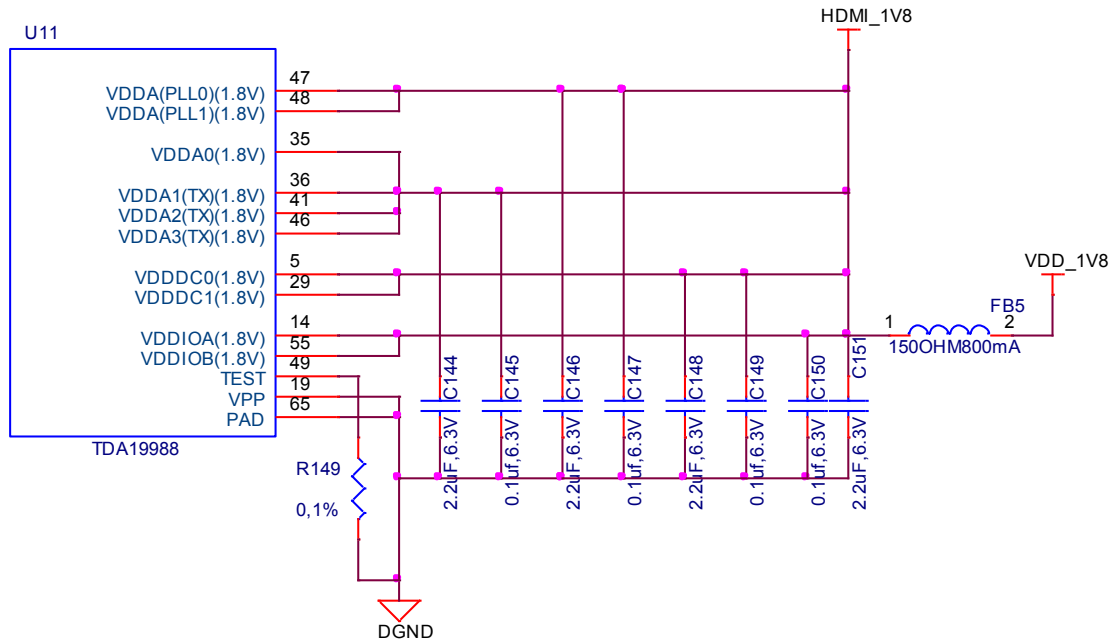 U11
HDMI_1V8
VDDA(PLL0)(1.8V) 47
VDDA(PLL1)(1.8V) 48
VDDA0(1.8V) 35
VDDA1(TX)(1.8V) 36
VDDA2(TX)(1.8V) 41
VDDA3(TX)(1.8V) 46
VDDDC0(1.8V) 5
VDDDC1(1.8V) 29
VDDIOA(1.8V) 14
VDDIOB(1.8V) 55
TEST 49
VPP 19
PAD 65
TDA19988
VDD_1V8
FB5
1 2
150OHM800mA
C144
2.2uF,6.3V
C145
0.1uf,6.3V
C146
2.2uF,6.3V
C147
0.1uf,6.3V
C148
2.2uF,6.3V
C149
0.1uf,6.3V
C150
0.1uf,6.3V
C151
2.2uF,6.3V
R149
0,1%
DGND